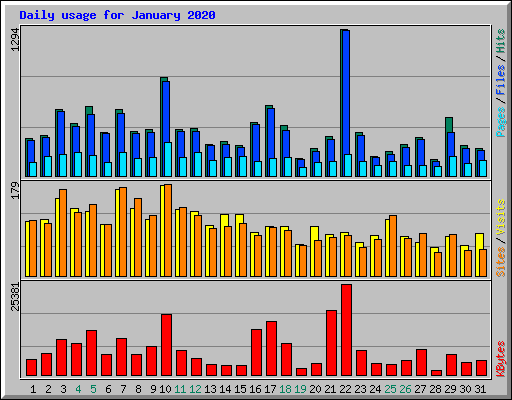 Daily usage for January 2020
1294
Pages / Files / Hits
179
Sites / Visits
25381
KBytes
1 2 3 4 5 6 7 8 9 10 11 12 13 14 15 16 17 18 19 20 21 22 23 24 25 26 27 28 29 30 31